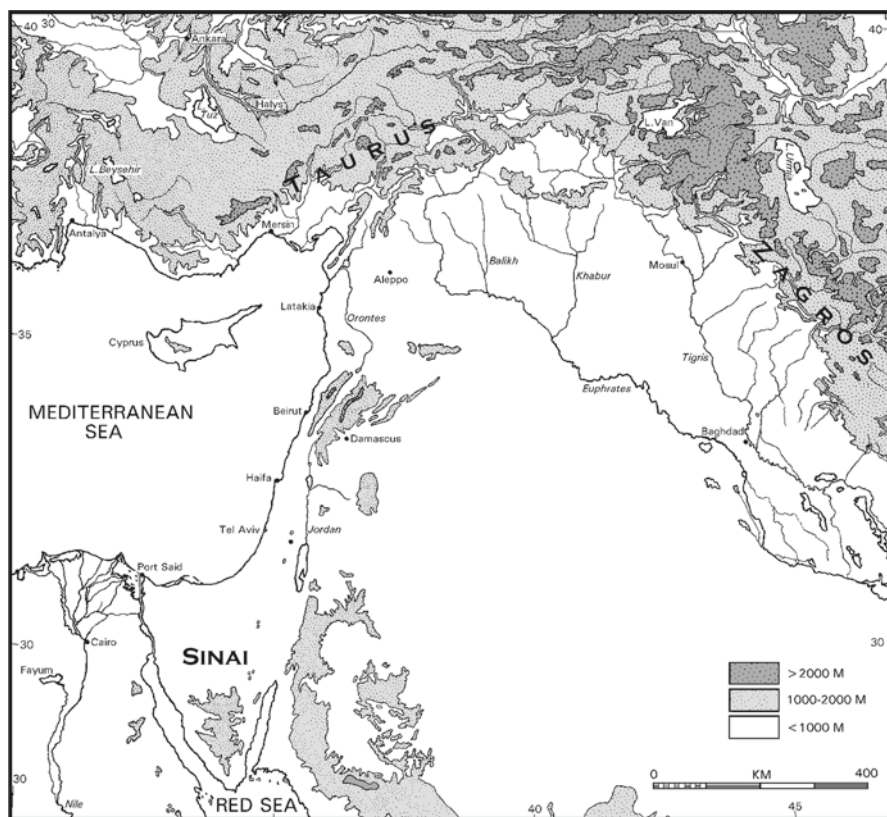 40
30
40
Ankara
Halys
L.
Tuz
L.Van
L.Beysehir
L.Urmia
TAURUS
Antalya
Mersin
Aleppo
Balikh
Khabur
Mosul
ZAGROS
Latakia
Orontes
35
Cyprus
Tigris
Euphrates
MEDITERRANEAN
SEA
Beirut
Damascus
Baghdad
Haifa
Tel Aviv
Jordan
Port Said
30
Cairo
SINAI
30
Fayum
>2000 M
1000-2000 M
<1000 M
30
0
KM
400
Nile
RED SEA
40
45